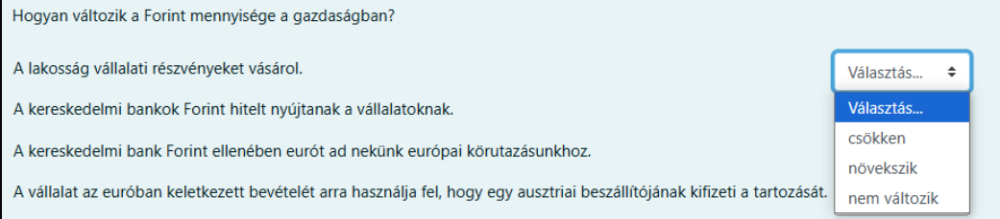 Hogyan változik a Forint mennyisége a gazdaságban?
A lakosság vállalati részvényeket vásárol.
Választás...
A kereskedelmi bankok Forint hitelt nyújtanak a vállalatoknak.
Választás...
csökken
A kereskedelmi bank Forint ellenében eurót ad nekünk európai körutazásunkhoz.
növekszik
A vállalat az euróban keletkezett bevételét arra használja fel, hogy egy ausztriai beszállítójának kifizeti a tartozását.
nem változik